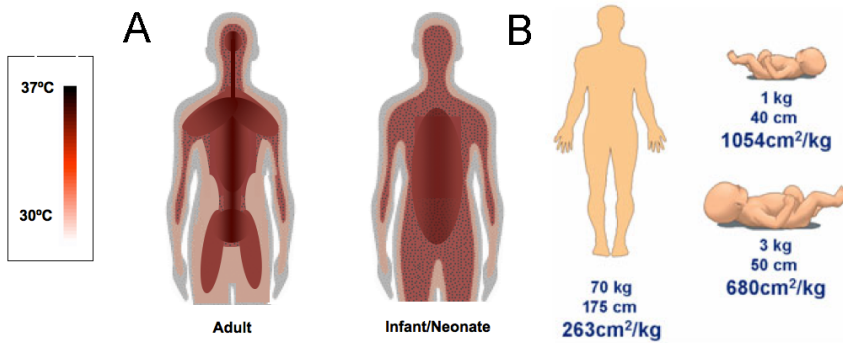 A
B
37ºC
30ºC
Adult
Infant/Neonate
70 kg
175 cm
263cm²/kg
1 kg
40 cm
1054cm²/kg
3 kg
50 cm
680cm²/kg